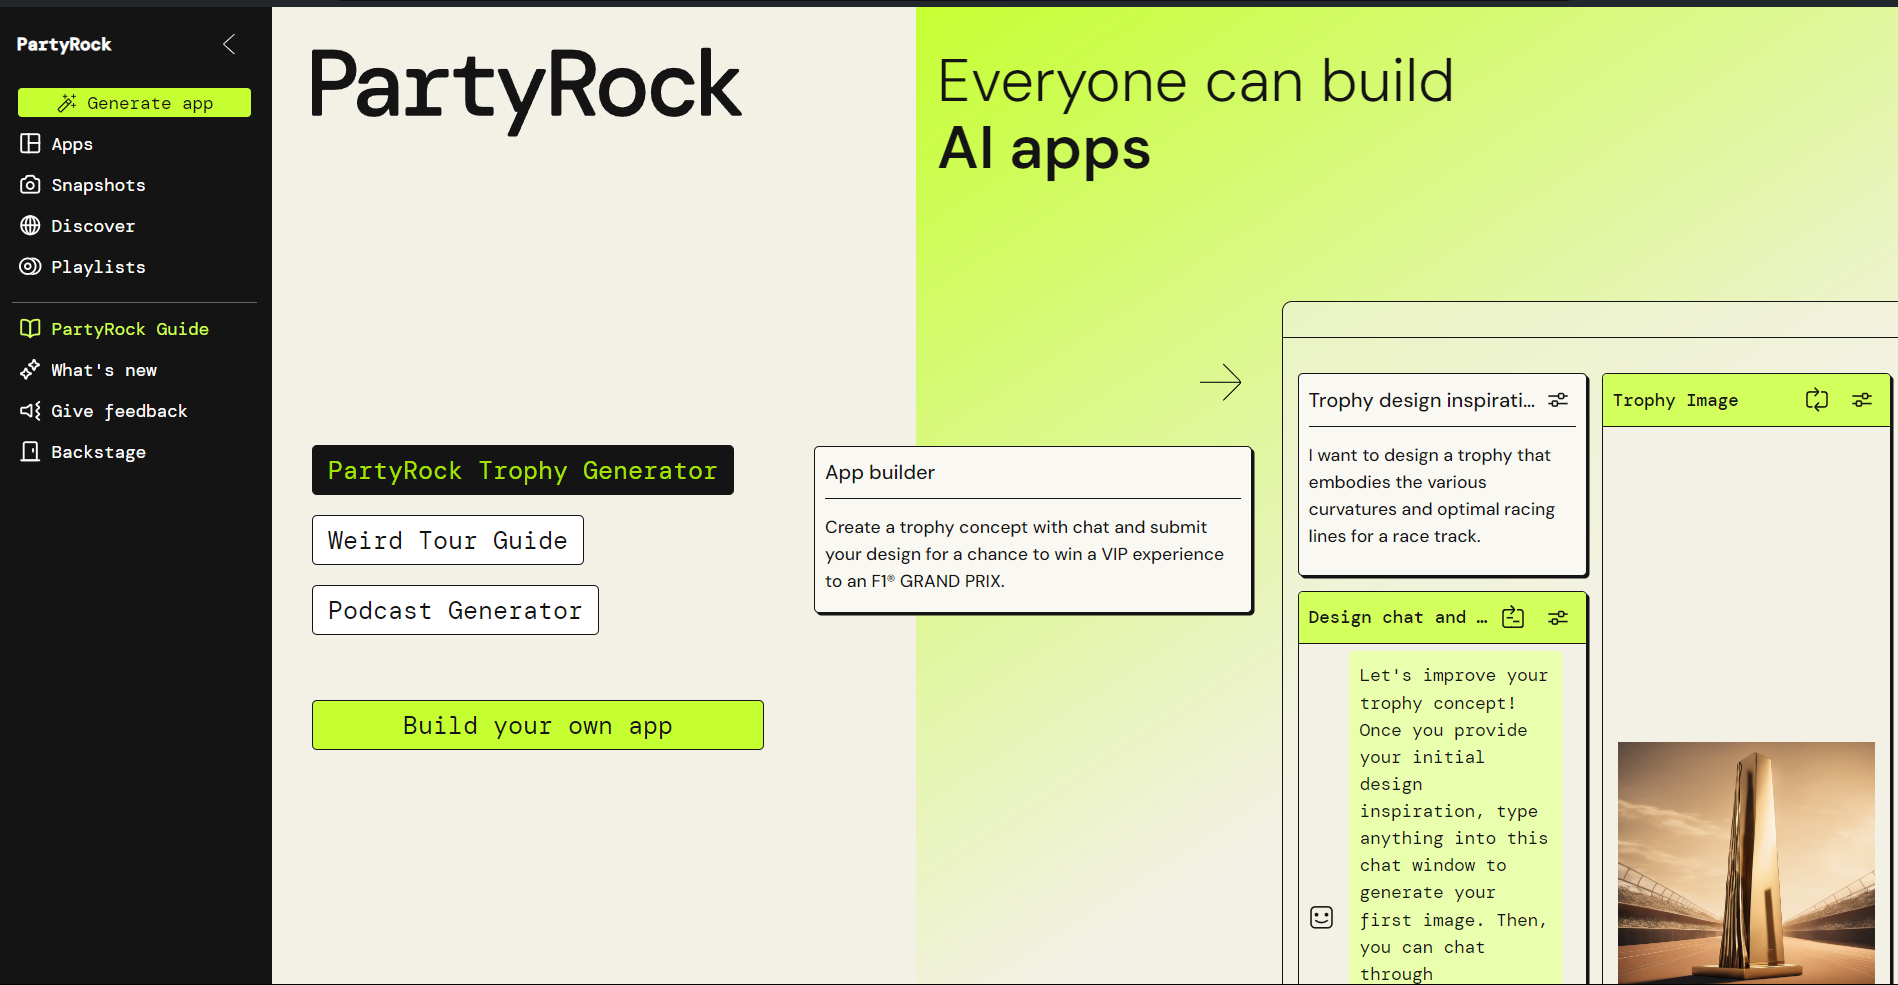 PartyRock
Generate app
Apps
Snapshots
Discover
Playlists
PartyRock Guide
What's new
Give feedback
Backstage
PartyRock
PartyRock Trophy Generator
Weird Tour Guide
Podcast Generator
Build your own app
Everyone can build
AI apps
App builder
Create a trophy concept with chat and submit
your design for a chance to win a VIP experience
to an F1® GRAND PRIX.
Trophy design inspirati...
I want to design a trophy that
embodies the various
curvatures and optimal racing
lines for a race track.
Design chat and …
Let's improve your
trophy concept!
Once you provide
your initial
design
inspiration, type
anything into this
chat window to
generate your
first image. Then,
you can chat
through
Trophy Image